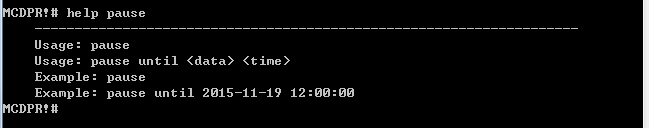 MCDPR!# help pause
--------------------------------------------------------------------
Usage: pause
Usage: pause until <data> <time>
Example: pause
Example: pause until 2015-11-19 12:00:00
MCDPR!#